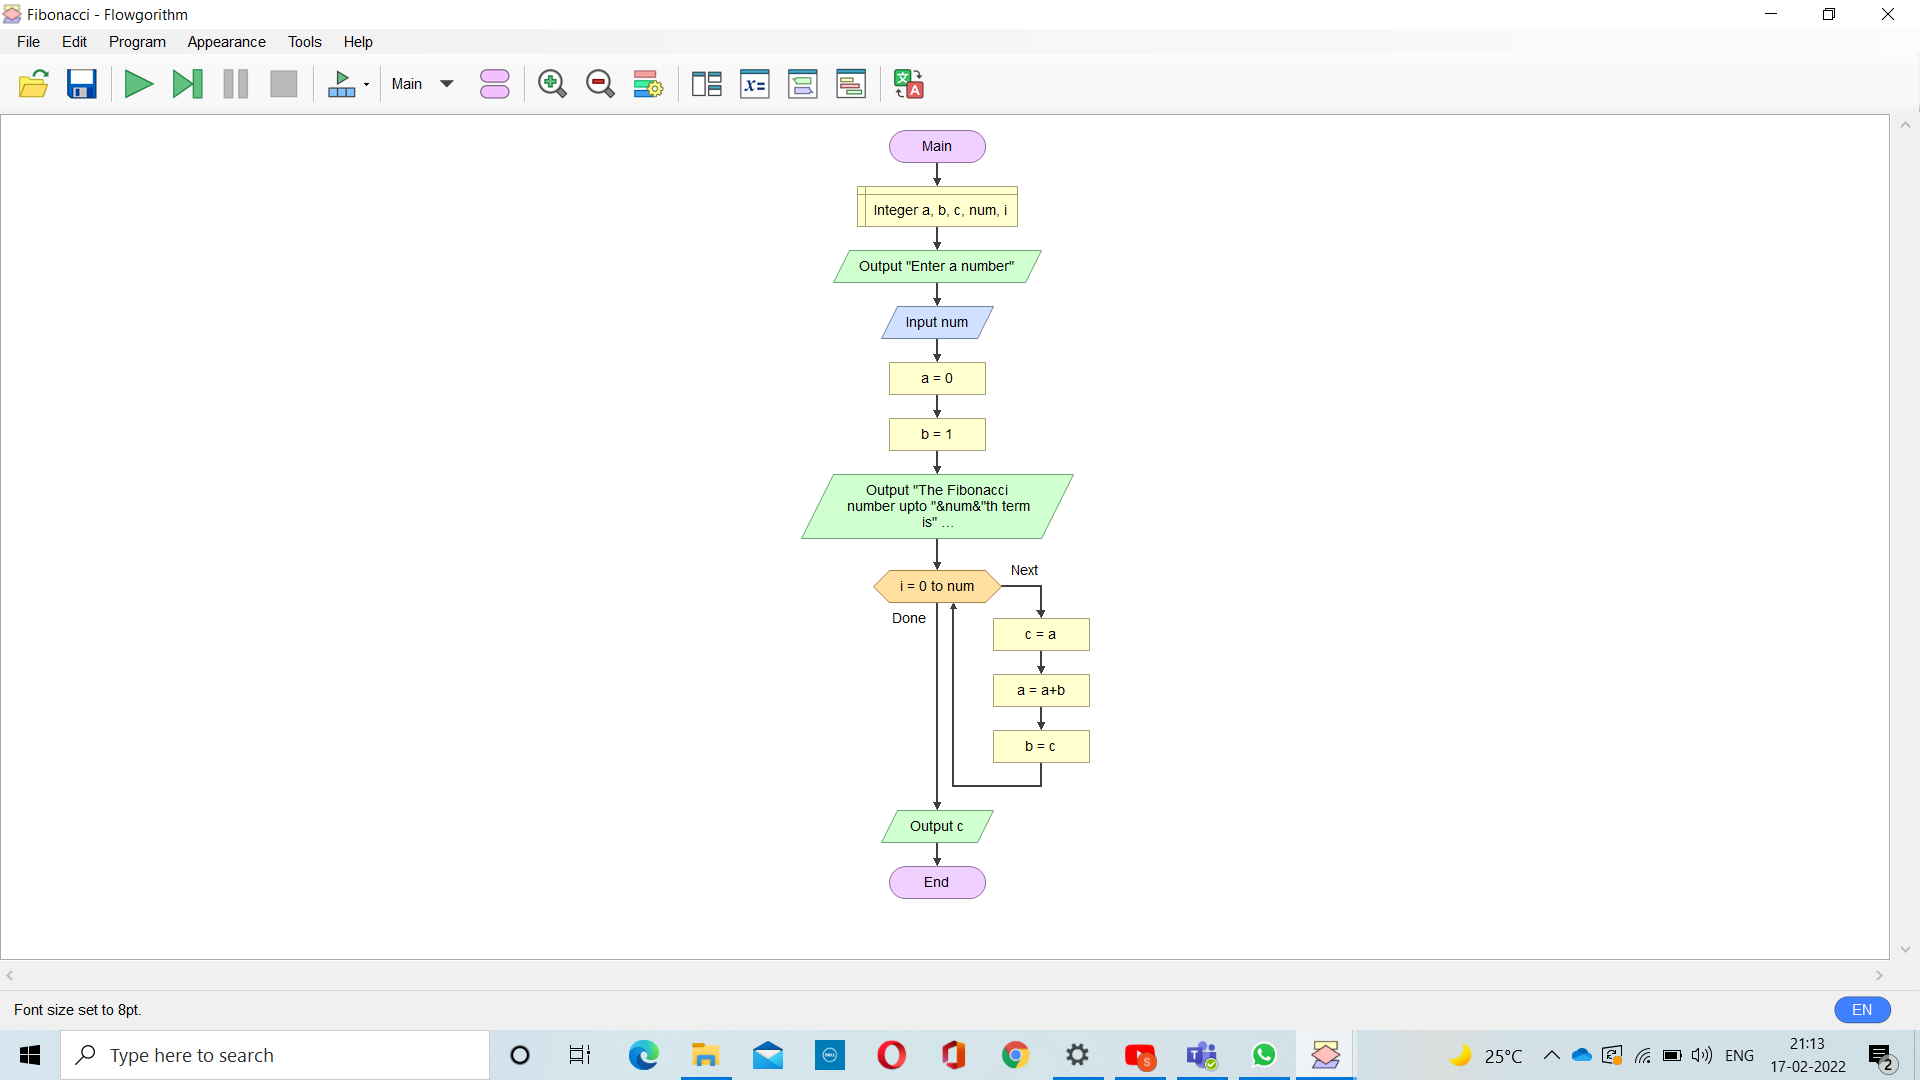 Fibonacci - Flowgorithm
File Edit Program Appearance Tools Help
Main
x=
A
Main
Integer a, b, c, num, i
Output "Enter a number"
Input num
a = 0
b = 1
Output "The Fibonacci
number upto "&num&"th term
is" ...
i = 0 to num
Next
Done
c = a
a = a+b
b = c
Output c
End
Font size set to 8pt.
EN
Type here to search
DELL
S
25°C
ENG
21:13
17-02-2022
2